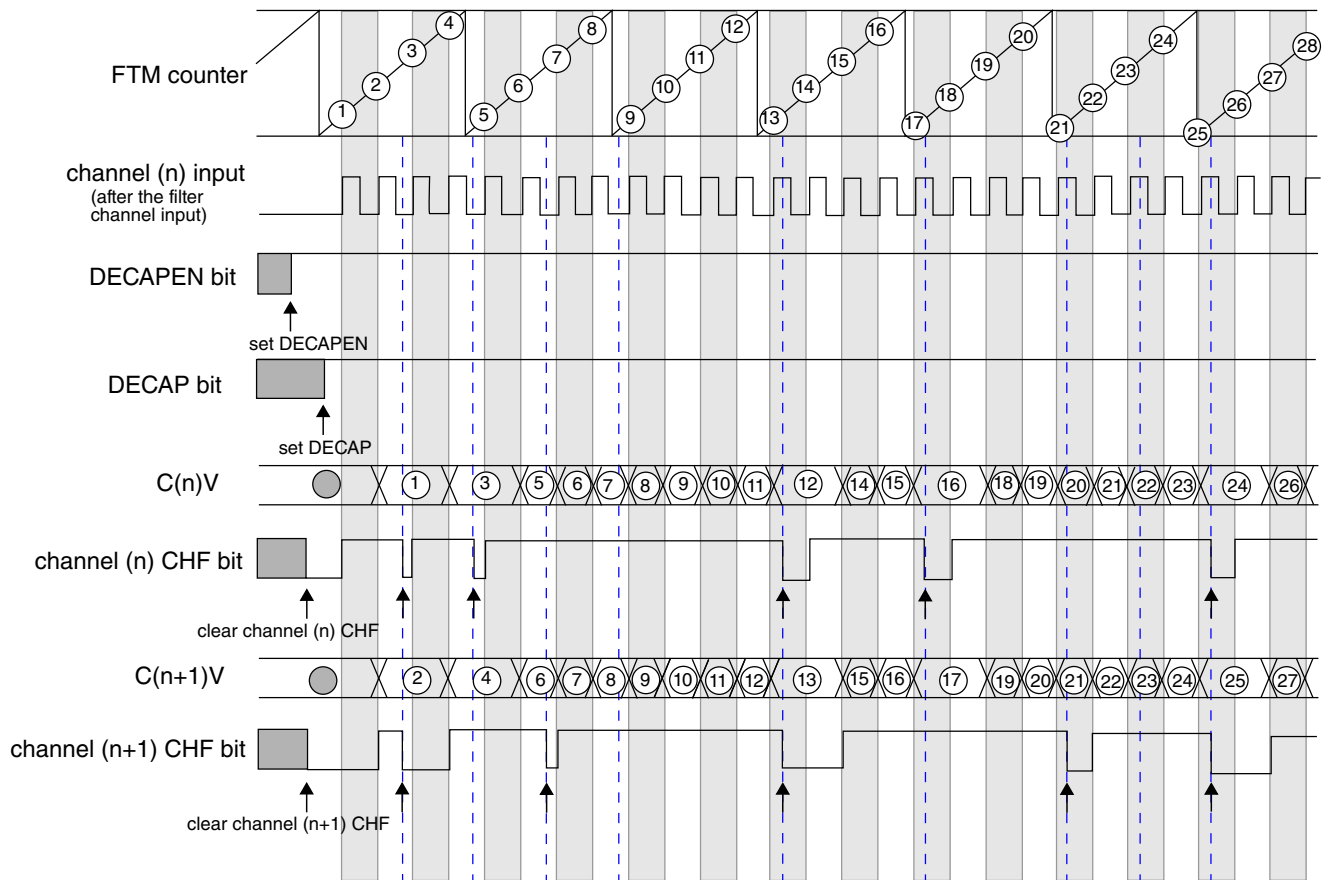 1 2 3 4 5 6 7 8 9 10 11 12 13 14 15 16 17 18 19 20 21 22 23 24 25 26 27 28
FTM counter
channel (n) input
(after the filter
channel input)
DECAPEN bit
set DECAPEN
DECAP bit
set DECAP
C(n)V 1 3 5 6 7 8 9 10 11 12 14 15 16 18 19 20 21 22 23 24 26
channel (n) CHF bit
clear channel (n) CHF
C(n+1)V 2 4 6 7 8 9 10 11 12 13 15 16 17 19 20 21 22 23 24 25 27
channel (n+1) CHF bit
clear channel (n+1) CHF